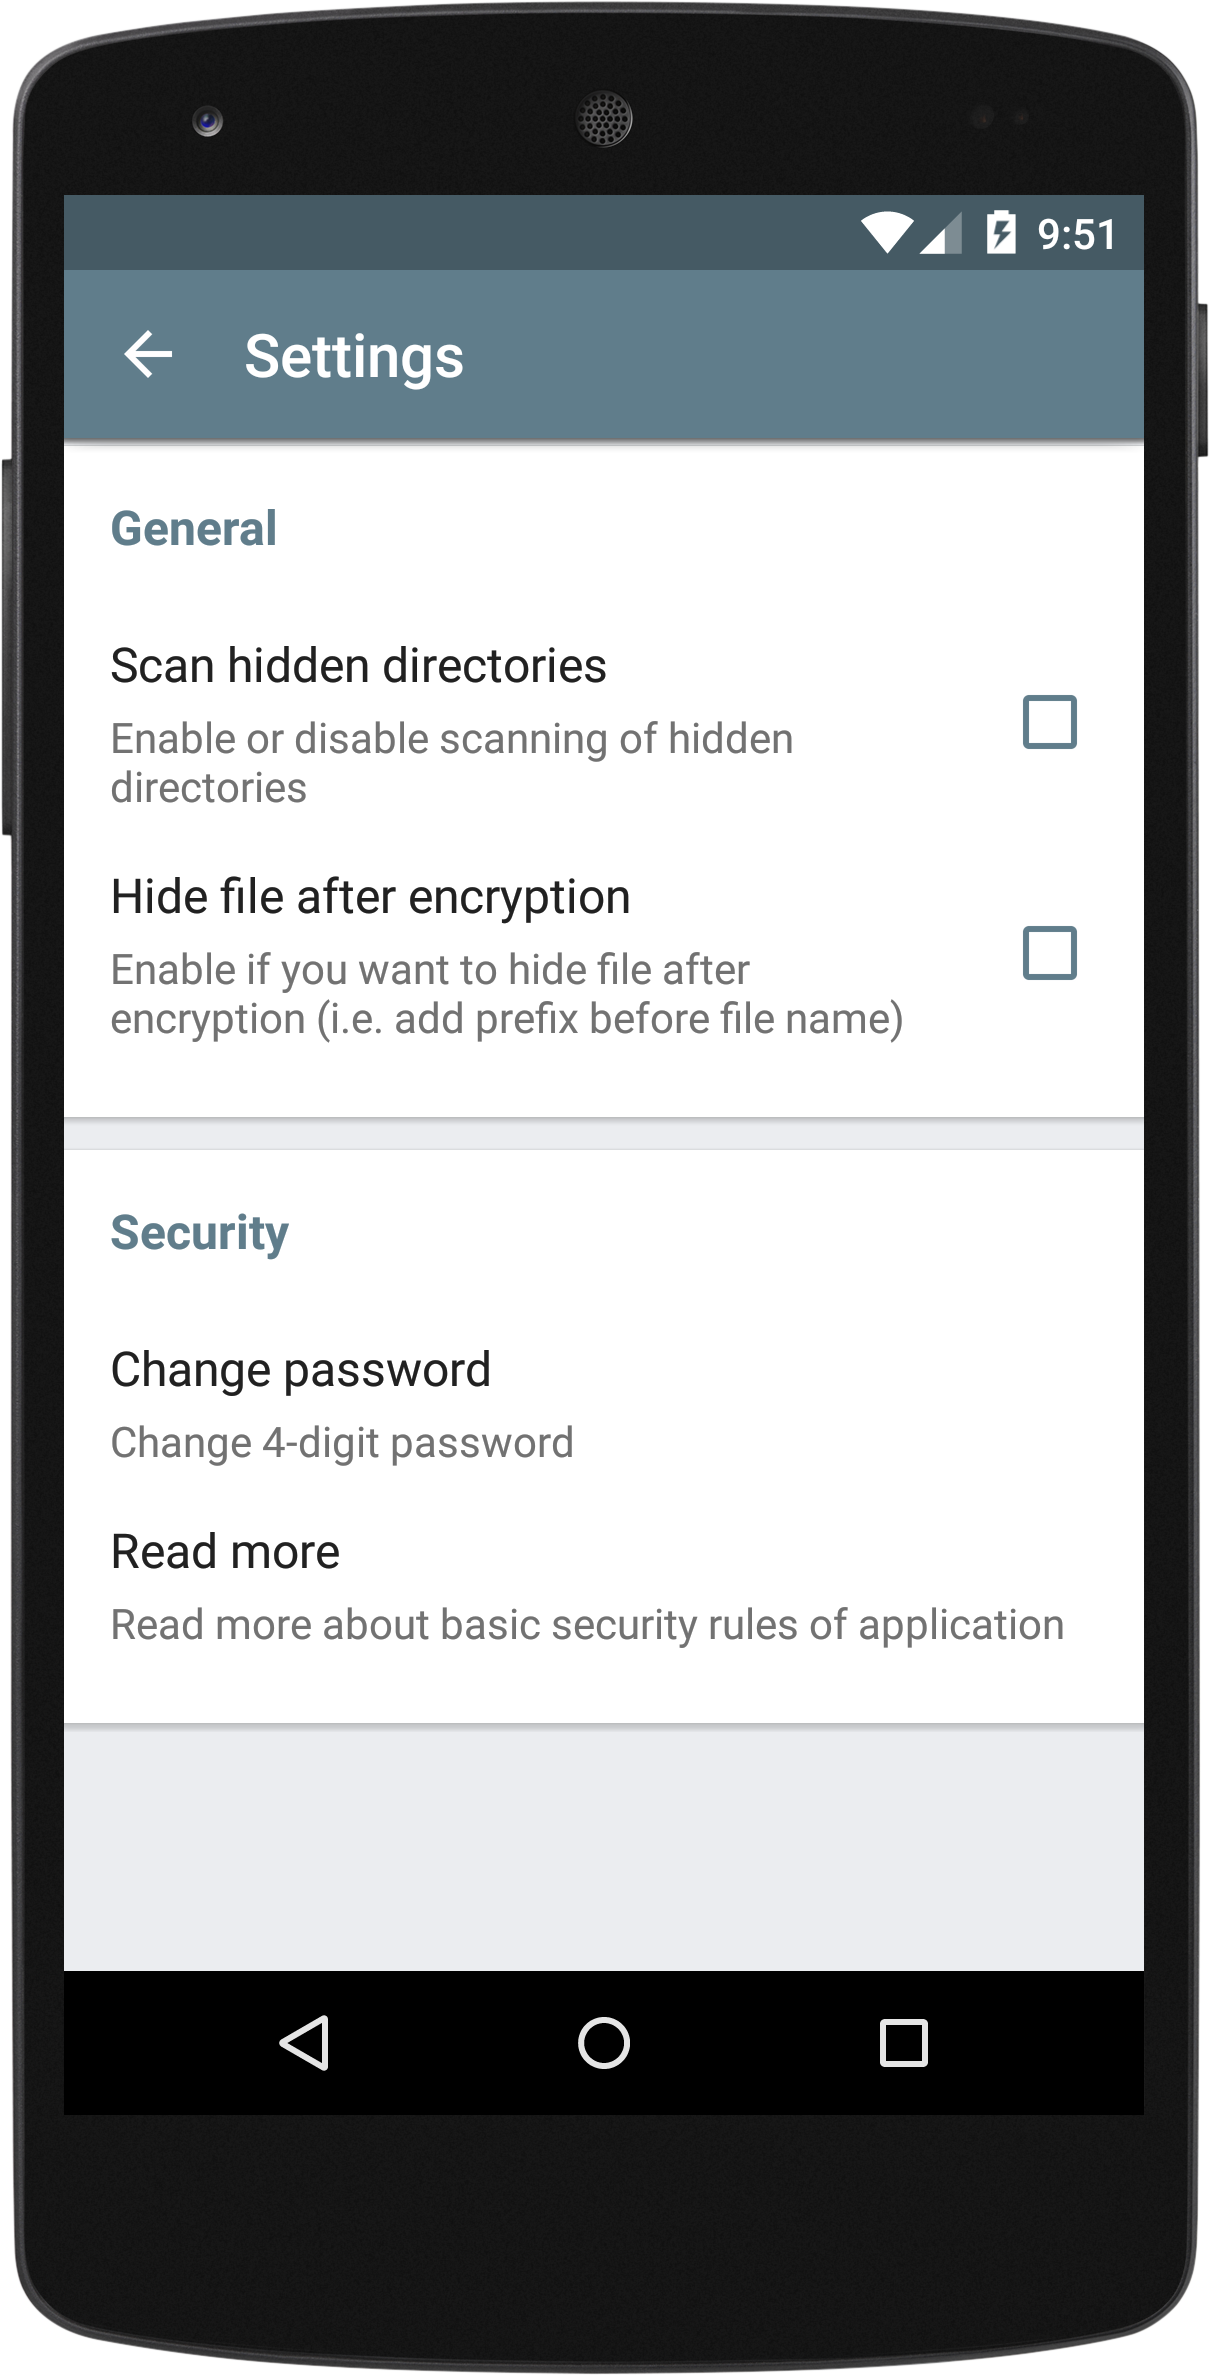 9:51
Settings
General
Scan hidden directories
Enable or disable scanning of hidden
directories
Hide file after encryption
Enable if you want to hide file after
encryption (i.e. add prefix before file name)
Security
Change password
Change 4-digit password
Read more
Read more about basic security rules of application